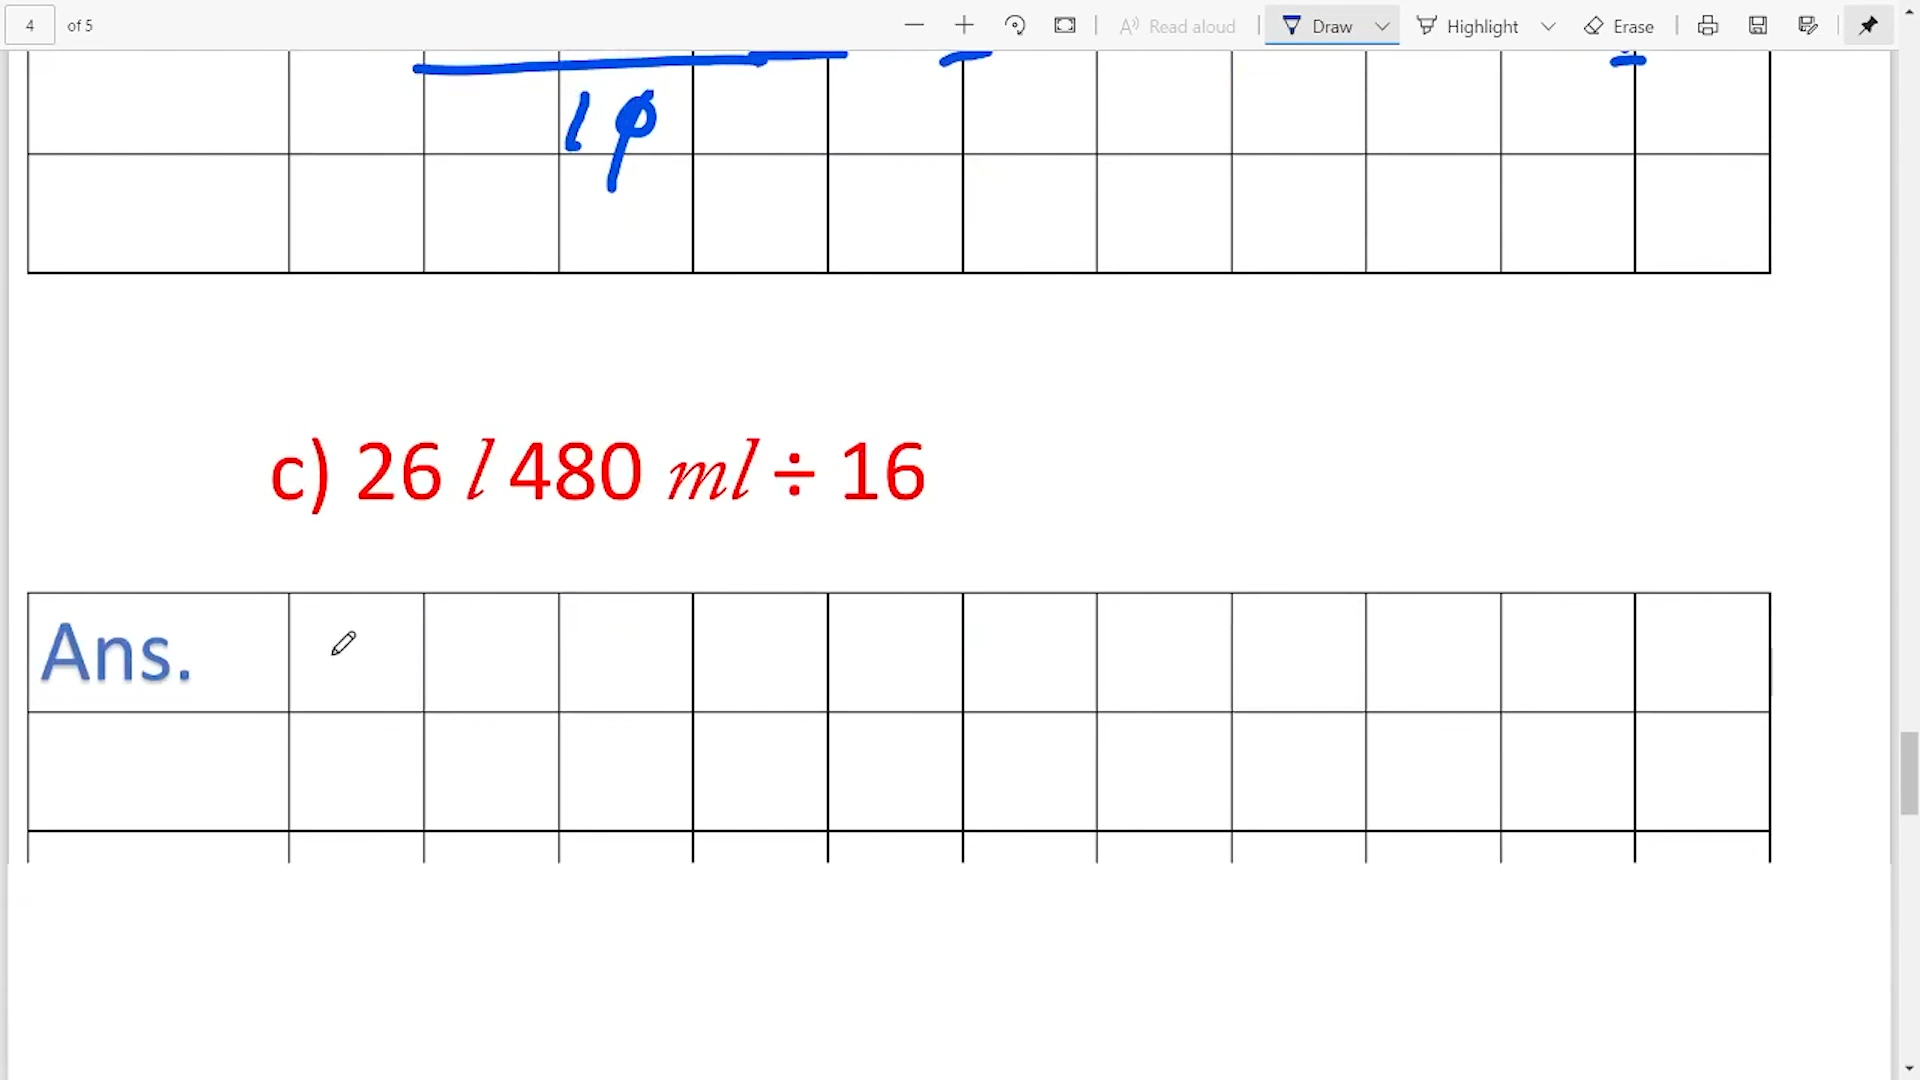 4 of 5 Read aloud Draw Highlight Erase
c) 26 l 480 ml ÷ 16
Ans.